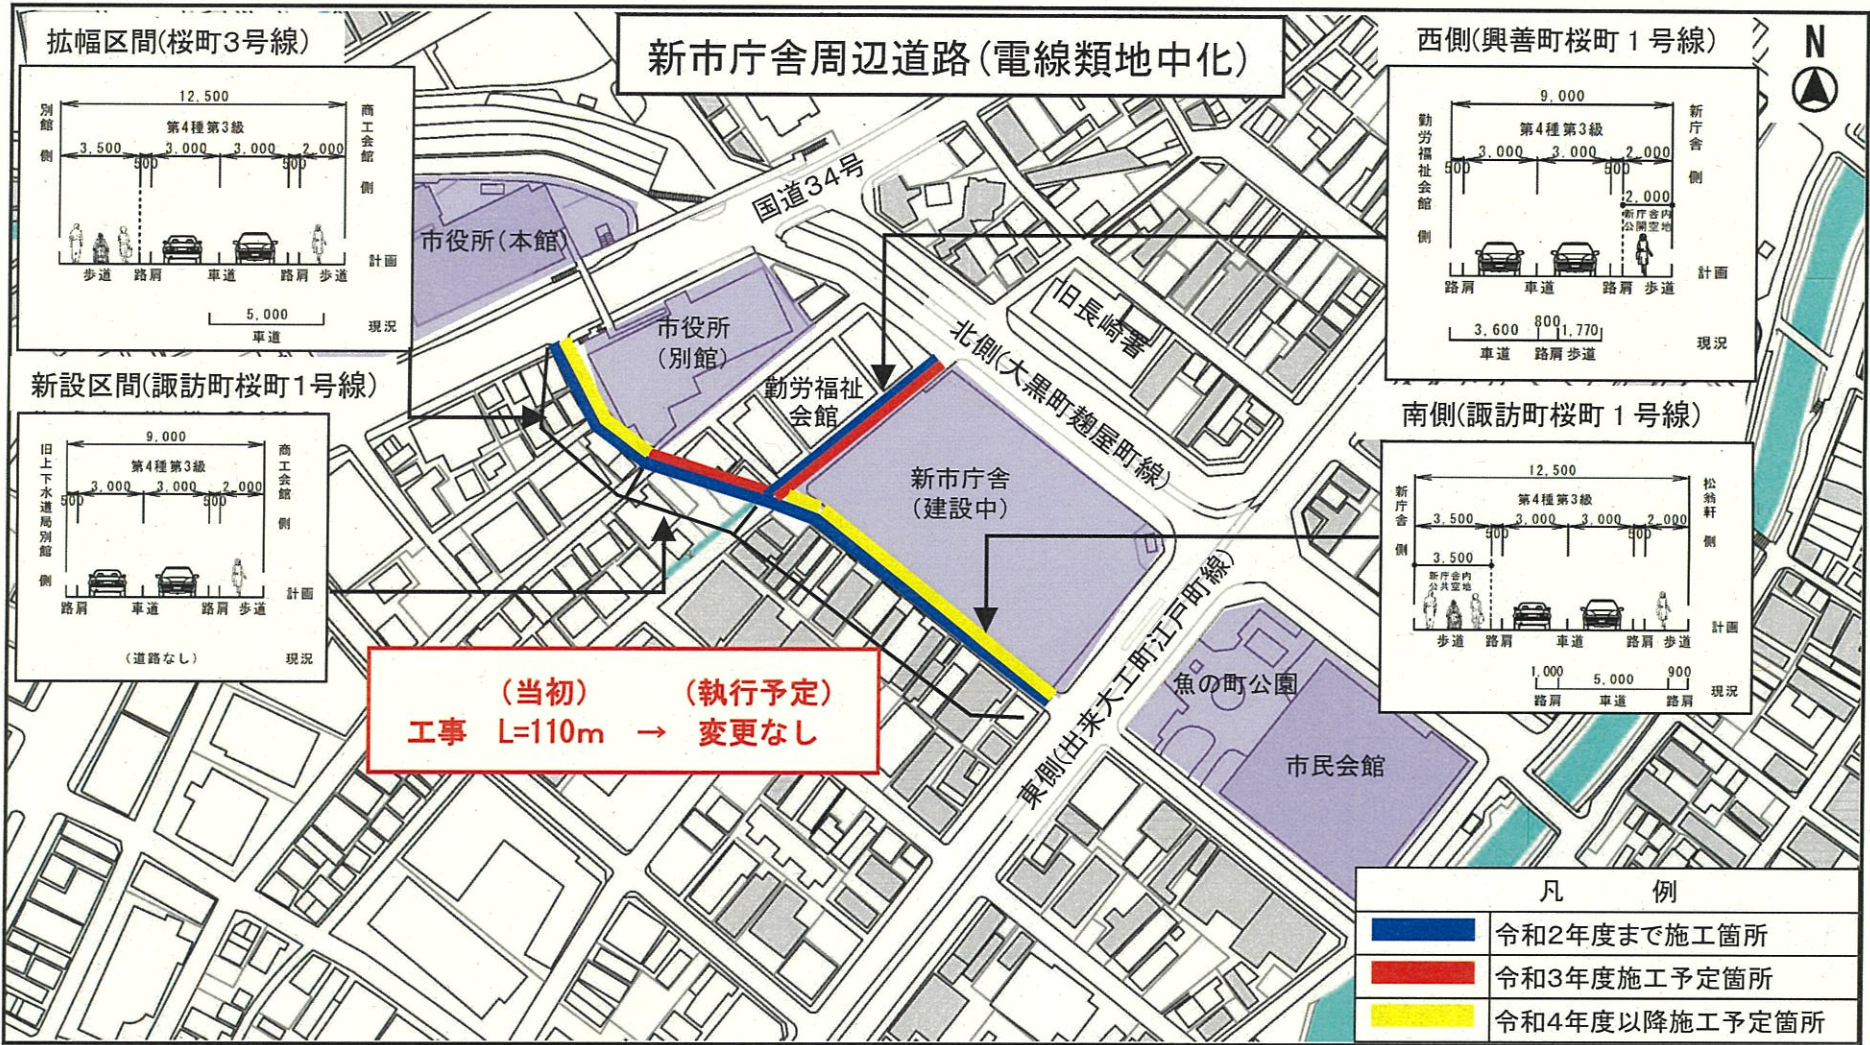 新市庁舎周辺道路(電線類地中化)
N
拡幅区間(桜町3号線)
12,500
第4種第3級
3,500 500 3,000 3,000 500 2,000
別館側
商工会館側
歩道 路肩 車道 路肩 歩道
計画
5,000
車道
現況
新設区間(諏訪町桜町1号線)
9,000
第4種第3級
500 3,000 3,000 500 2,000
旧上下水道局別館側
商工会館側
路肩 車道 路肩 歩道
計画
(道路なし)
現況
西側(興善町桜町1号線)
9,000
第4種第3級
500 3,000 3,000 500 2,000
2,000
新庁舎内
公開空地
勤労福祉会館側
新庁舎側
路肩 車道 路肩 歩道
計画
3,600 800 1,770
車道 路肩 歩道
現況
南側(諏訪町桜町1号線)
12,500
第4種第3級
3,500 500 3,000 3,000 500 2,000
3,500
新庁舎内
公共空地
新庁舎側
松翁軒側
歩道 路肩 車道 路肩 歩道
計画
1,000 5,000 900
路肩 車道 路肩
現況
国道34号
市役所(本館)
市役所
(別館)
勤労福祉
会館
旧長崎署
北側(大黒町麹屋町線)
新市庁舎
(建設中)
東側(出来大工町江戸町線)
魚の町公園
市民会館
(当初) (執行予定)
工事 L=110m → 変更なし
凡 例
令和2年度まで施工箇所
令和3年度施工予定箇所
令和4年度以降施工予定箇所